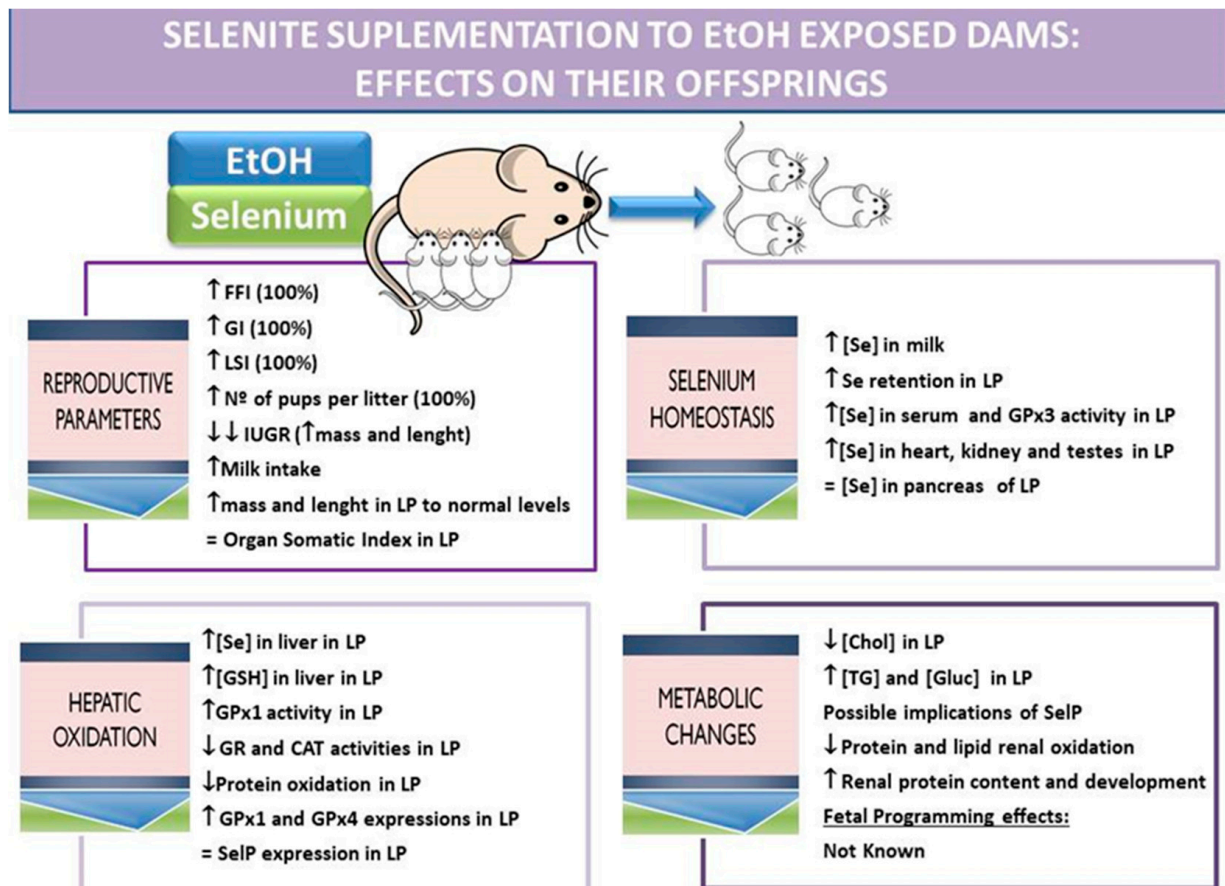 SELENITE SUPLEMENTATION TO EtOH EXPOSED DAMS:
EFFECTS ON THEIR OFFSPRINGS
EtOH
Selenium
REPRODUCTIVE
PARAMETERS
↑FFI (100%)
↑GI (100%)
↑LSI (100%)
↑Nº of pups per litter (100%)
↓↓IUGR (↑mass and lenght)
↑Milk intake
↑mass and lenght in LP to normal levels
= Organ Somatic Index in LP
SELENIUM
HOMEOSTASIS
↑[Se] in milk
↑Se retention in LP
↑[Se] in serum and GPx3 activity in LP
↑[Se] in heart, kidney and testes in LP
= [Se] in pancreas of LP
HEPATIC
OXIDATION
↑[Se] in liver in LP
↑[GSH] in liver in LP
↑GPx1 activity in LP
↓GR and CAT activities in LP
↓Protein oxidation in LP
↑GPx1 and GPx4 expressions in LP
= SelP expression in LP
METABOLIC
CHANGES
↓[Chol] in LP
↑[TG] and [Gluc] in LP
Possible implications of SelP
↓Protein and lipid renal oxidation
↑Renal protein content and development
Fetal Programming effects:
Not Known